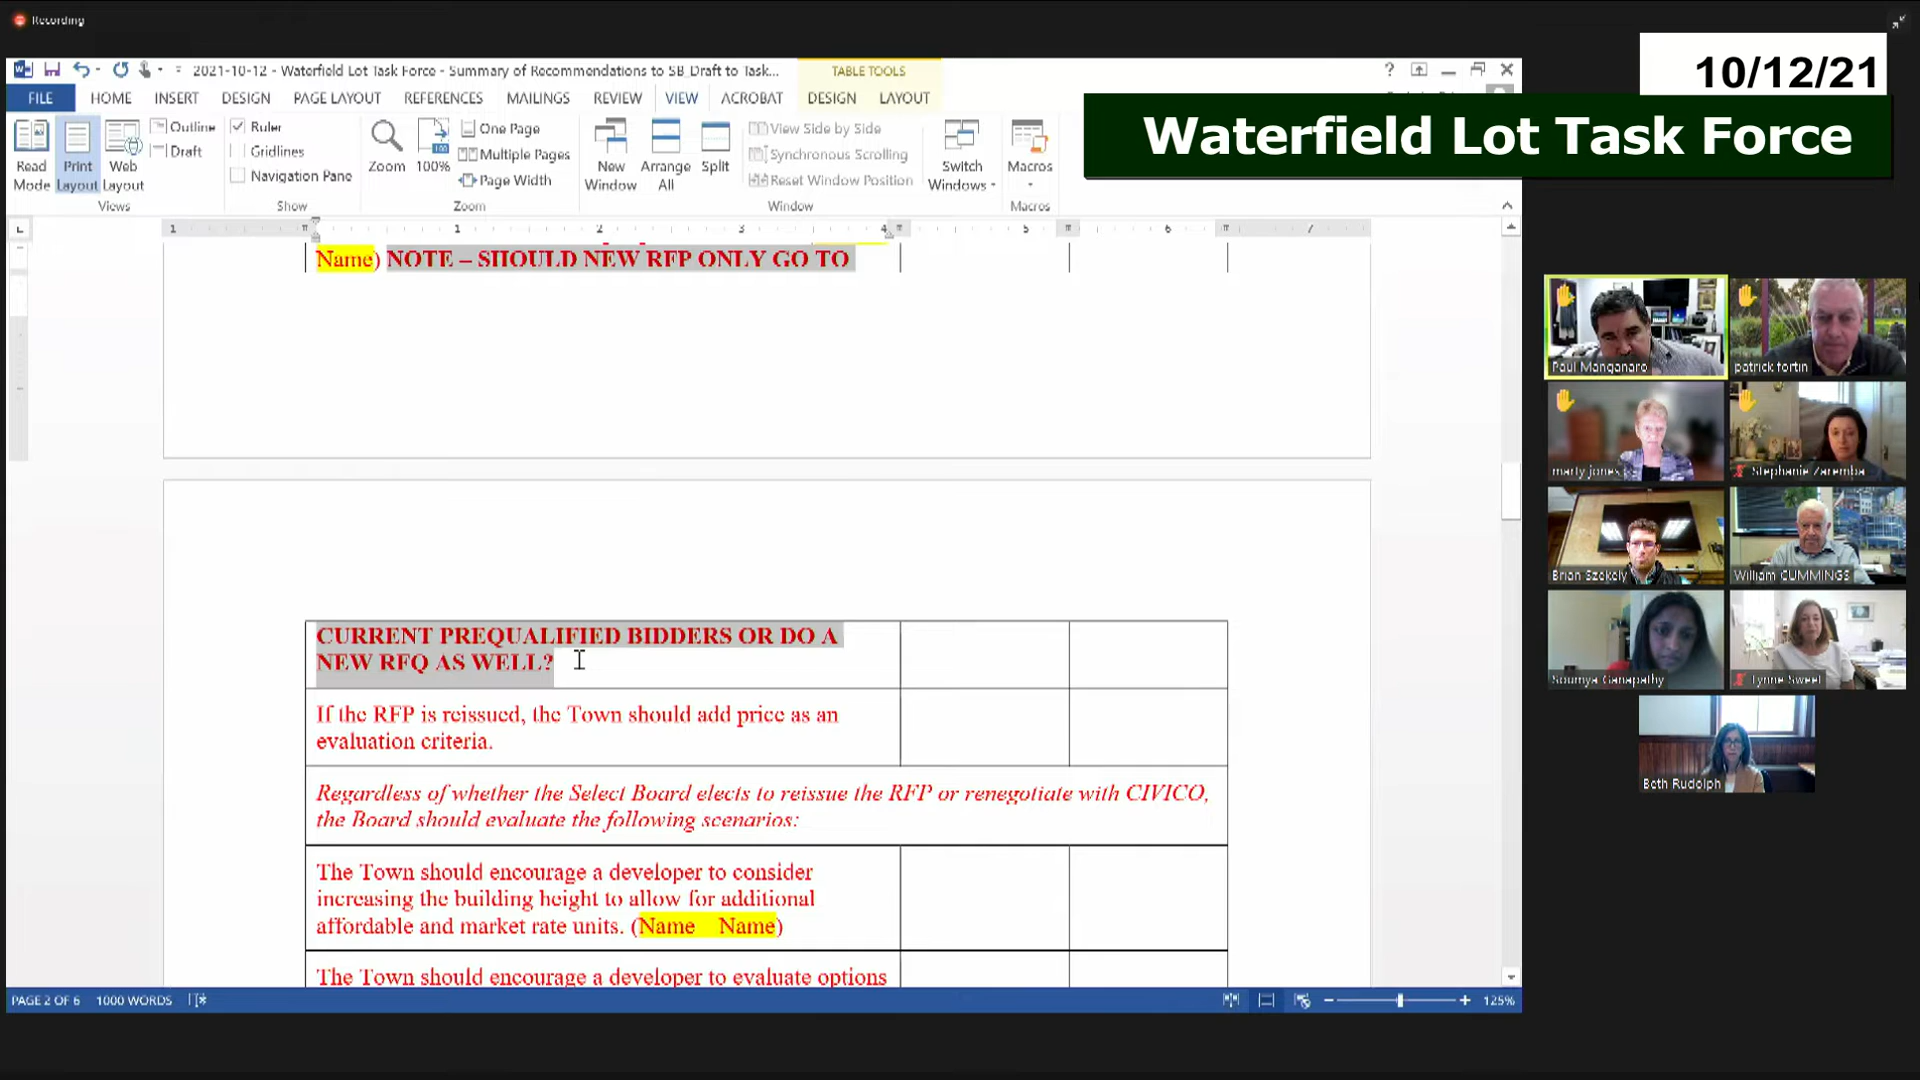 Recording
10/12/21
Waterfield Lot Task Force
2021-10-12 - Waterfield Lot Task Force - Summary of Recommendations to SB_Draft to Task...
TABLE TOOLS
FILE HOME INSERT DESIGN PAGE LAYOUT REFERENCES MAILINGS REVIEW VIEW ACROBAT DESIGN LAYOUT
Read Mode
Print Layout
Web Layout
Outline
Draft
Views
Ruler
Gridlines
Navigation Pane
Show
Zoom
100%
One Page
Multiple Pages
Page Width
Zoom
New Window
Arrange All
Split
View Side by Side
Synchronous Scrolling
Reset Window Position
Window
Switch Windows
Macros
Macros
1 1 2 3 4 5 6 7
Name) NOTE – SHOULD NEW RFP ONLY GO TO
CURRENT PREQUALIFIED BIDDERS OR DO A
NEW RFQ AS WELL?
If the RFP is reissued, the Town should add price as an
evaluation criteria.
Regardless of whether the Select Board elects to reissue the RFP or renegotiate with CIVICO,
the Board should evaluate the following scenarios:
The Town should encourage a developer to consider
increasing the building height to allow for additional
affordable and market rate units. (Name Name)
The Town should encourage a developer to evaluate options
PAGE 2 OF 6 1000 WORDS
125%
Paul Manganaro
patrick fortin
marty jones
Stephanie Zaremba
Brian Szekely
William CUMMINGS
Soumya Ganapathy
Lynne Sweet
Beth Rudolph